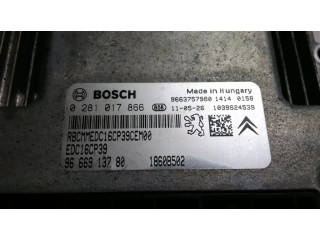 BOSCH
Made in Hungary
0 281 017 866
9663757980 1414 0158
11-05-26 1039S24539
RBCMMEDC16CP39CEM00
EDC16CP39
96 669 137 80 1860B502